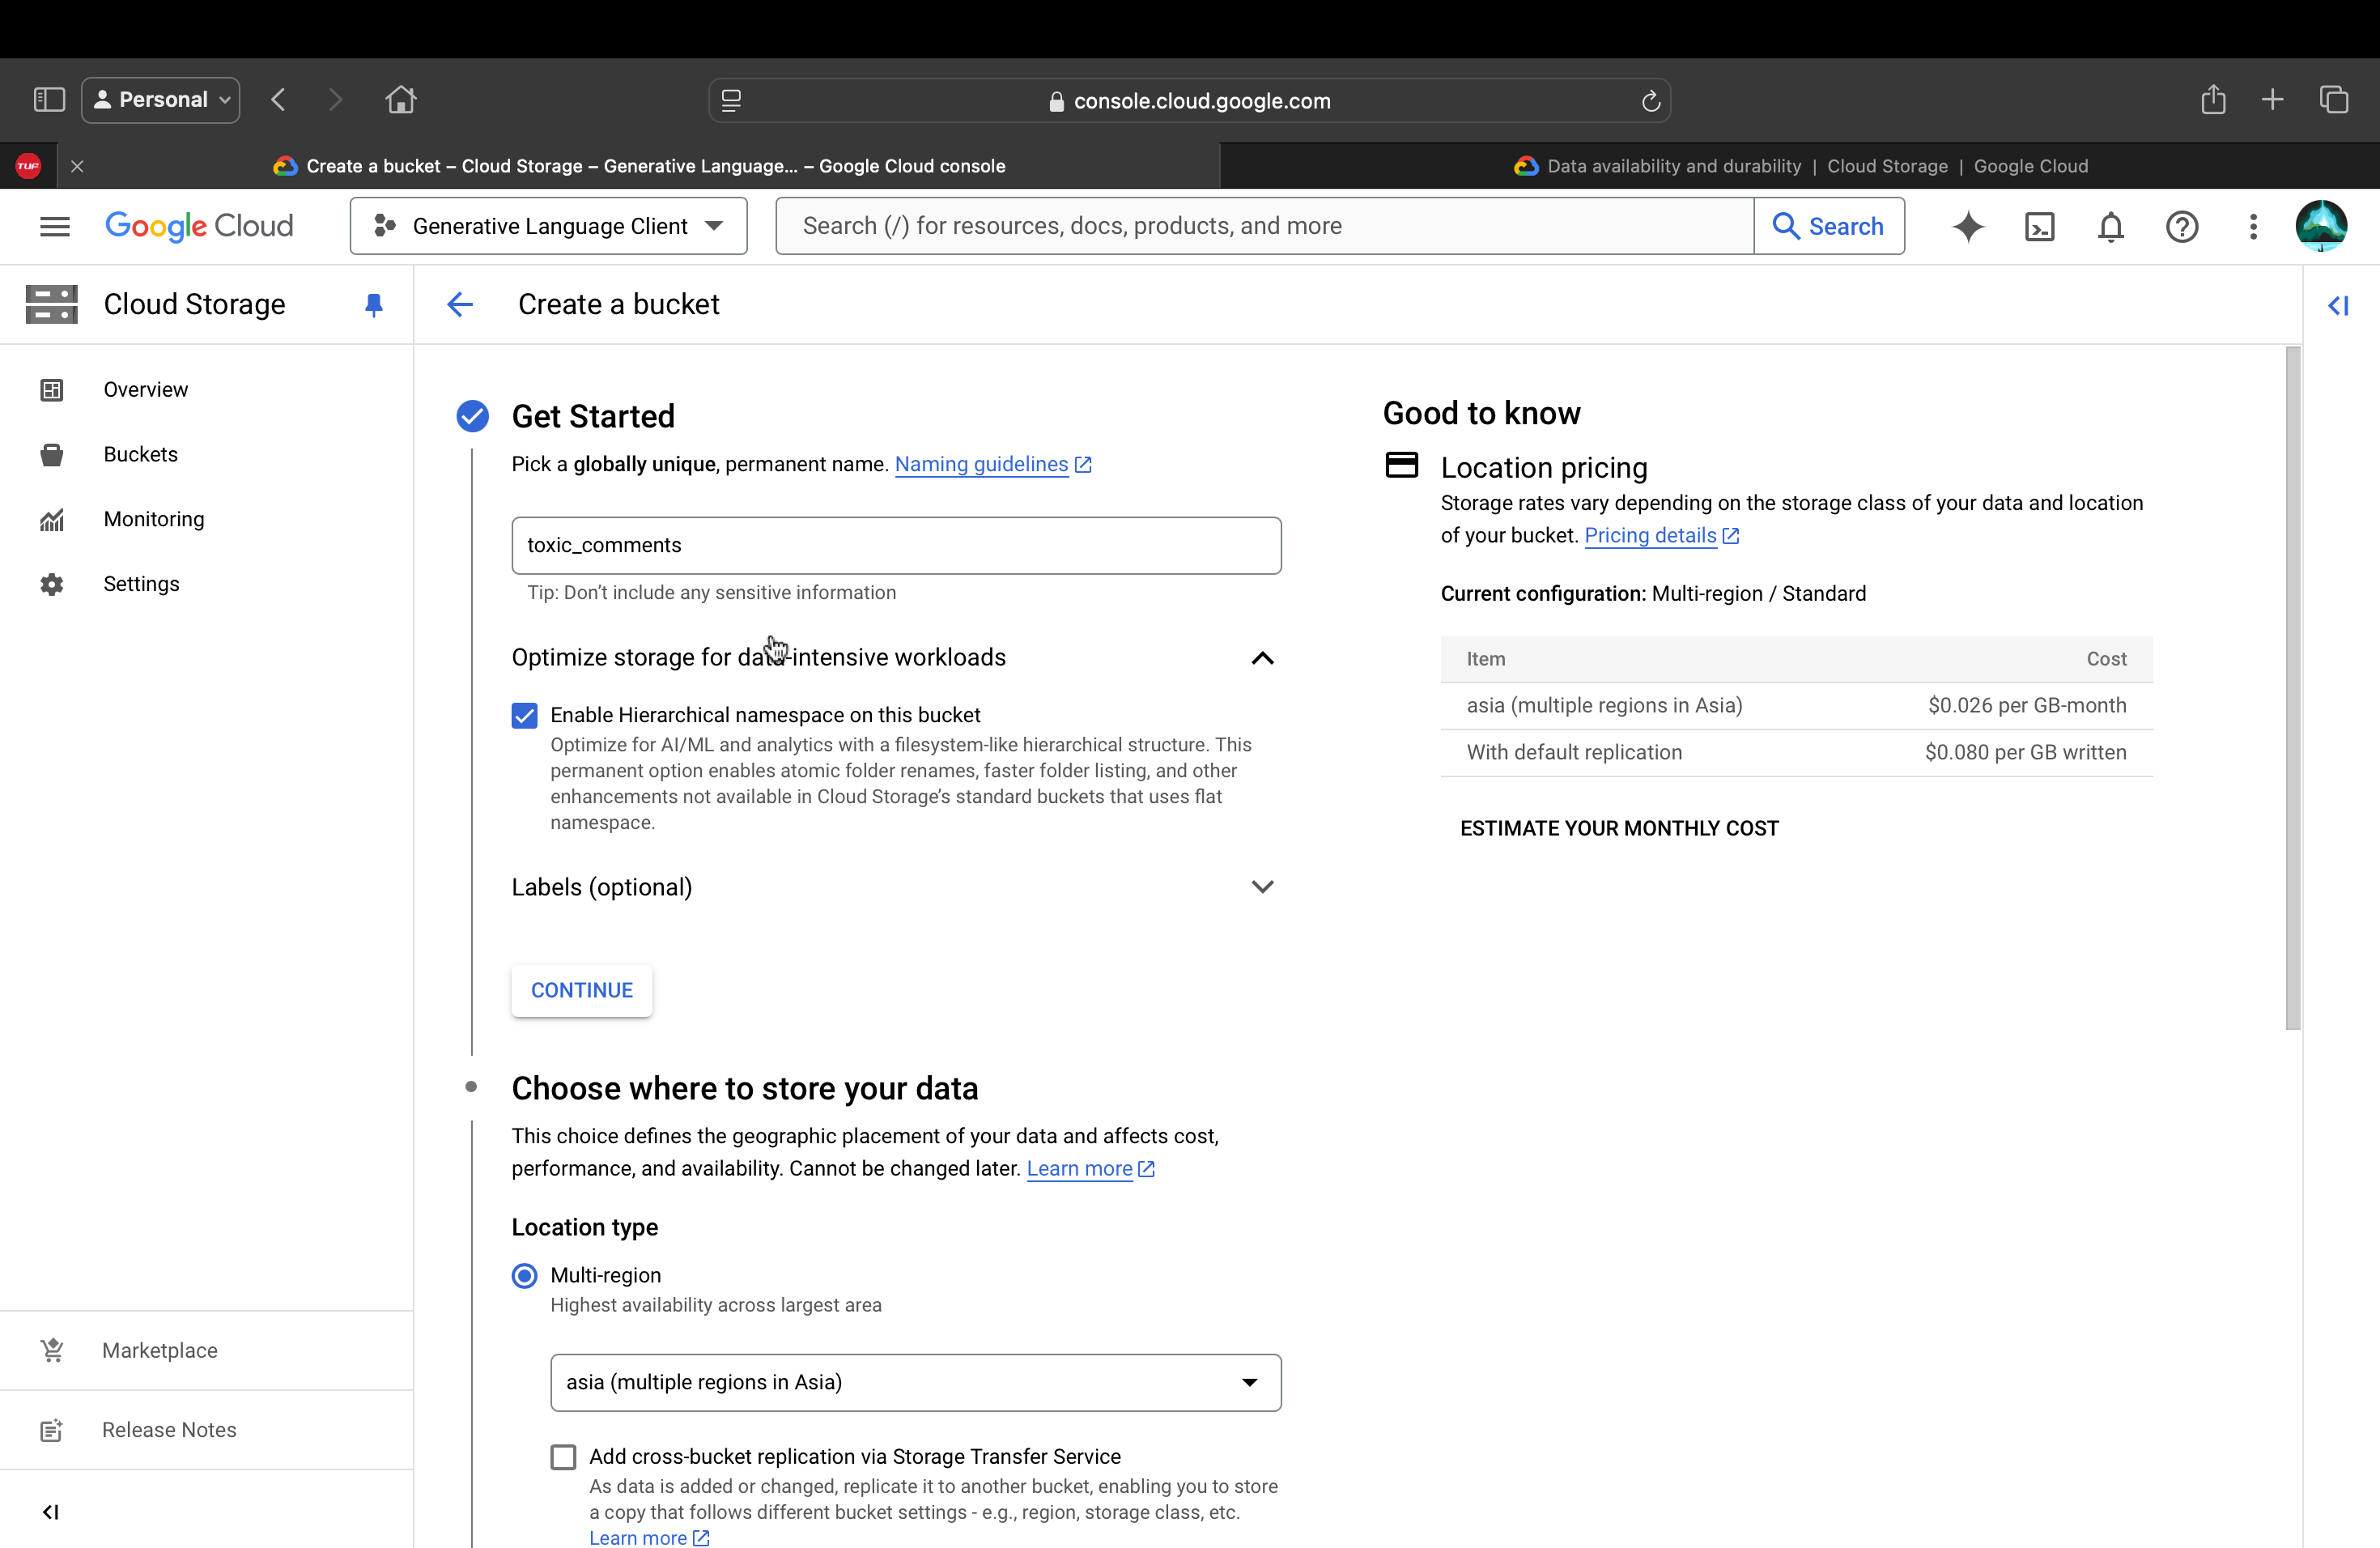 Personal
console.cloud.google.com
TUF
Create a bucket – Cloud Storage – Generative Language... – Google Cloud console
Data availability and durability | Cloud Storage | Google Cloud
Google Cloud
Generative Language Client
Search (/) for resources, docs, products, and more
Search
Cloud Storage
Create a bucket
Overview
Buckets
Monitoring
Settings
Marketplace
Release Notes
Get Started
Pick a globally unique, permanent name. Naming guidelines
toxic_comments
Tip: Don't include any sensitive information
Optimize storage for data-intensive workloads
Enable Hierarchical namespace on this bucket
Optimize for AI/ML and analytics with a filesystem-like hierarchical structure. This
permanent option enables atomic folder renames, faster folder listing, and other
enhancements not available in Cloud Storage's standard buckets that uses flat
namespace.
Labels (optional)
CONTINUE
Choose where to store your data
This choice defines the geographic placement of your data and affects cost,
performance, and availability. Cannot be changed later. Learn more
Location type
Multi-region
Highest availability across largest area
asia (multiple regions in Asia)
Add cross-bucket replication via Storage Transfer Service
As data is added or changed, replicate it to another bucket, enabling you to store
a copy that follows different bucket settings - e.g., region, storage class, etc.
Learn more
Good to know
Location pricing
Storage rates vary depending on the storage class of your data and location
of your bucket. Pricing details
Current configuration: Multi-region / Standard
Item Cost
asia (multiple regions in Asia) $0.026 per GB-month
With default replication $0.080 per GB written
ESTIMATE YOUR MONTHLY COST